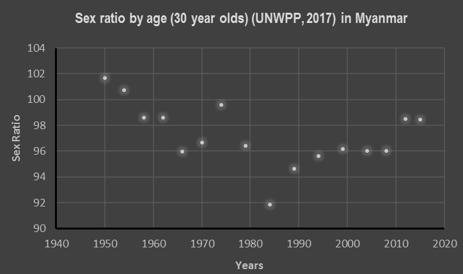 Sex ratio by age (30 year olds) (UNWPP, 2017) in Myanmar
104
102
100
98
96
94
92
90
Sex Ratio
1940 1950 1960 1970 1980 1990 2000 2010 2020
Years